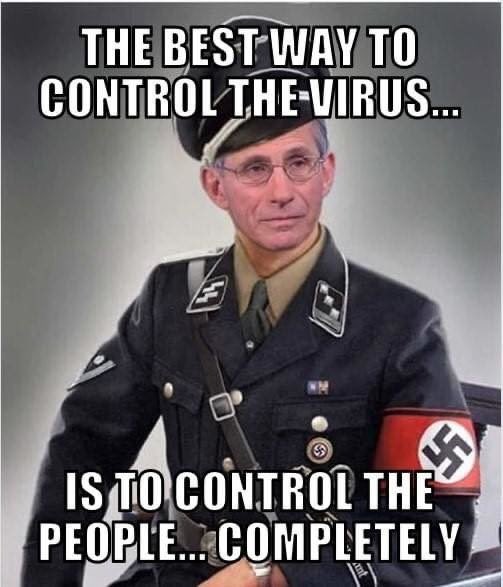 THE BEST WAY TO
CONTROL THE VIRUS...
IS TO CONTROL THE
PEOPLE... COMPLETELY